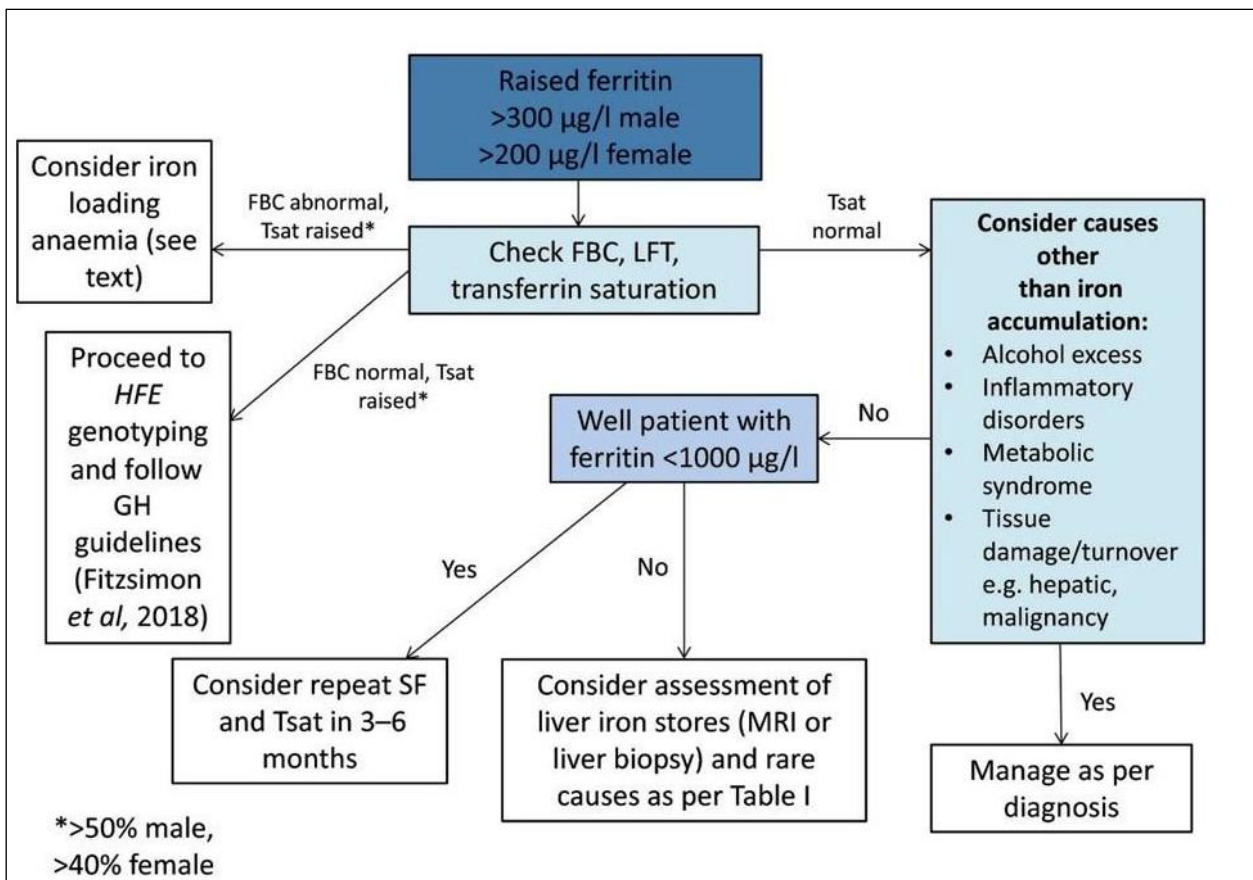 Raised ferritin
>300 µg/l male
>200 µg/l female
Consider iron
loading
anaemia (see
text)
FBC abnormal,
Tsat raised*
Check FBC, LFT,
transferrin saturation
Tsat
normal
Consider causes
other
than iron
accumulation:
• Alcohol excess
• Inflammatory
disorders
• Metabolic
syndrome
• Tissue
damage/turnover
e.g. hepatic,
malignancy
Proceed to
HFE
genotyping
and follow
GH
guidelines
(Fitzsimon
et al, 2018)
FBC normal, Tsat
raised*
Well patient with
ferritin <1000 µg/l
No
Yes
No
Yes
Consider repeat SF
and Tsat in 3–6
months
Consider assessment of
liver iron stores (MRI or
liver biopsy) and rare
causes as per Table I
Manage as per
diagnosis
*>50% male,
>40% female